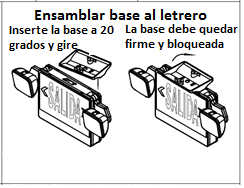 Ensamblar base al letrero
Inserte la base a 20
grados y gire
La base debe quedar
firme y bloqueada
SALIDA
SALIDA